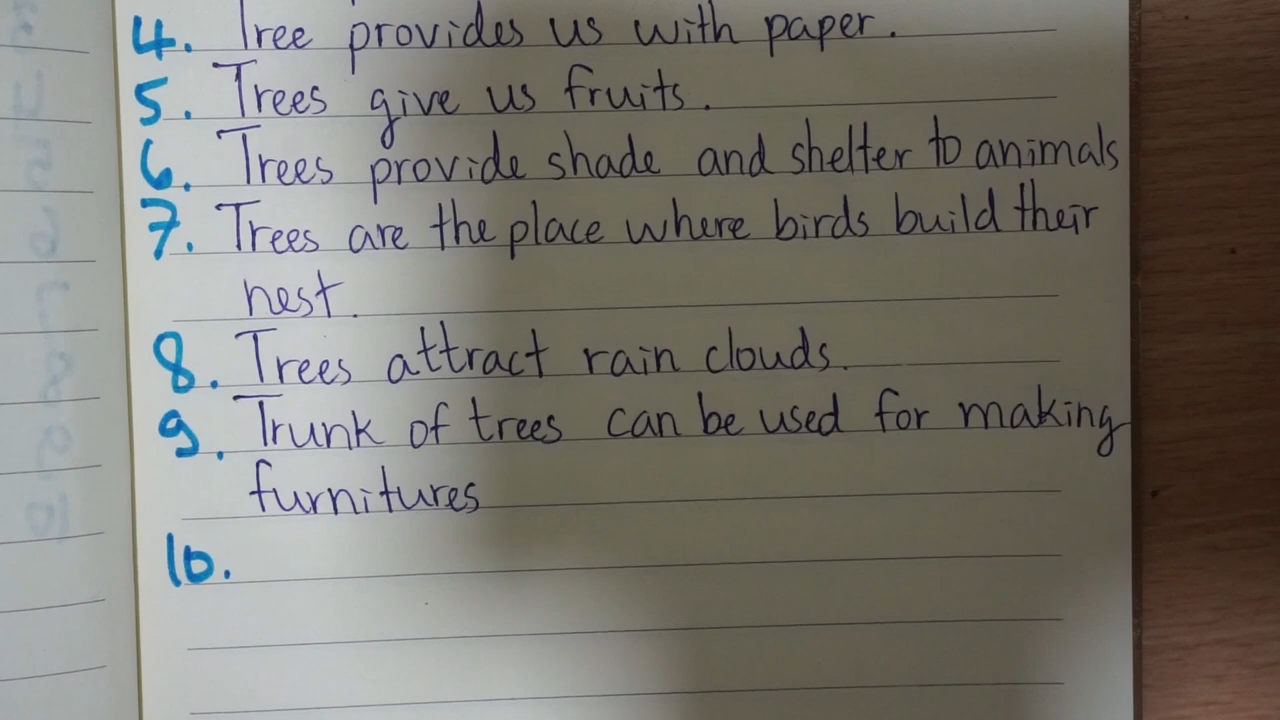 4. Tree provides us with paper.
5. Trees give us fruits.
6. Trees provide shade and shelter to animals
7. Trees are the place where birds build their
nest.
8. Trees attract rain clouds.
9. Trunk of trees can be used for making
furnitures
10.